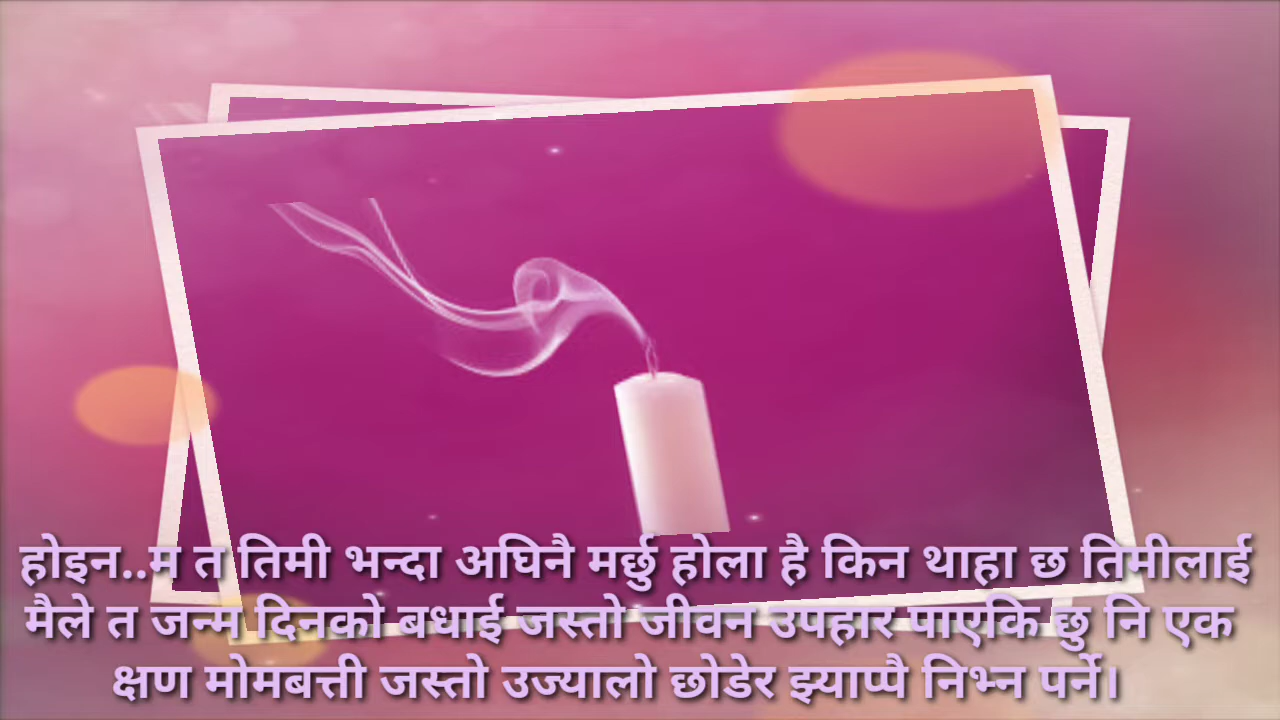 होइन..म त तिमी भन्दा अघिनै मर्छु होला है किन थाहा छ तिमीलाई
मैले त जन्म दिनको बधाई जस्तो जीवन उपहार पाएकि छु नि एक
क्षण मोमबत्ती जस्तो उज्यालो छोडेर झ्याप्पै निभ्न पर्ने।